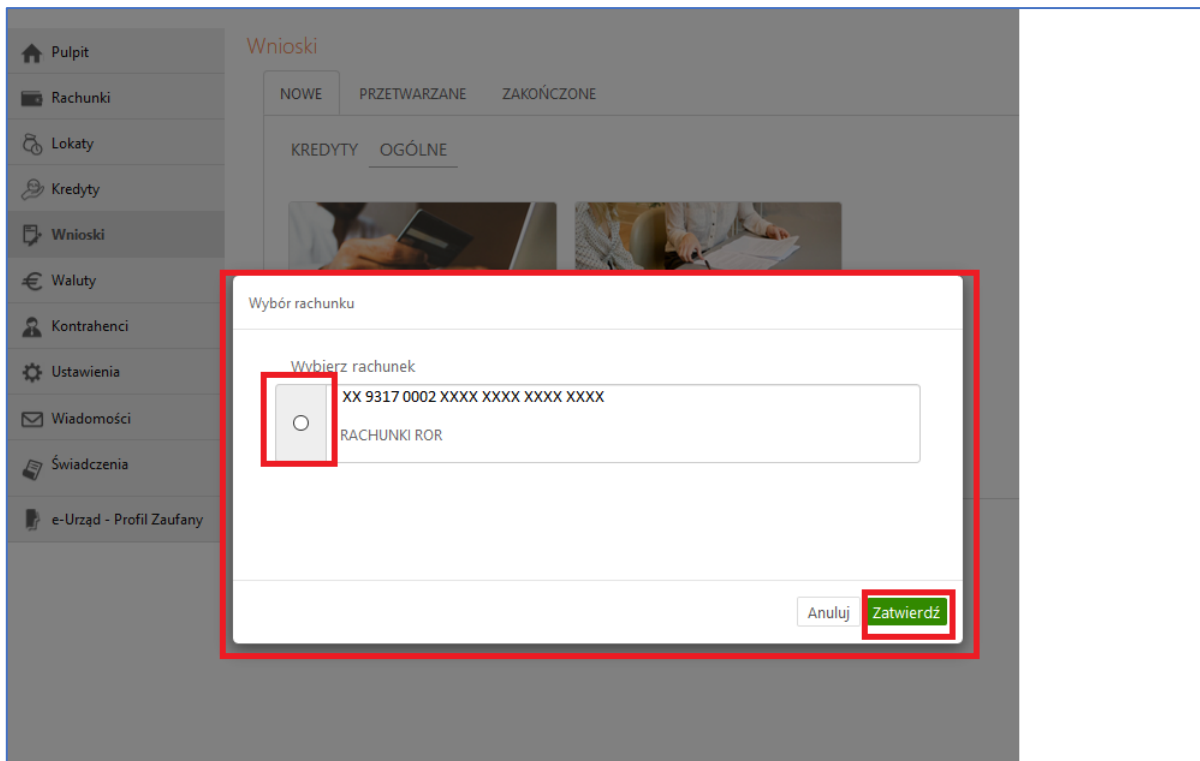 Pulpit
Rachunki
Lokaty
Kredyty
Wnioski
Waluty
Kontrahenci
Ustawienia
Wiadomości
Świadczenia
e-Urząd - Profil Zaufany
Wnioski
NOWE PRZETWARZANE ZAKOŃCZONE
KREDYTY OGÓLNE
Wybór rachunku
Wybierz rachunek
XX 9317 0002 XXXX XXXX XXXX XXXX
RACHUNKI ROR
Anuluj Zatwierdź